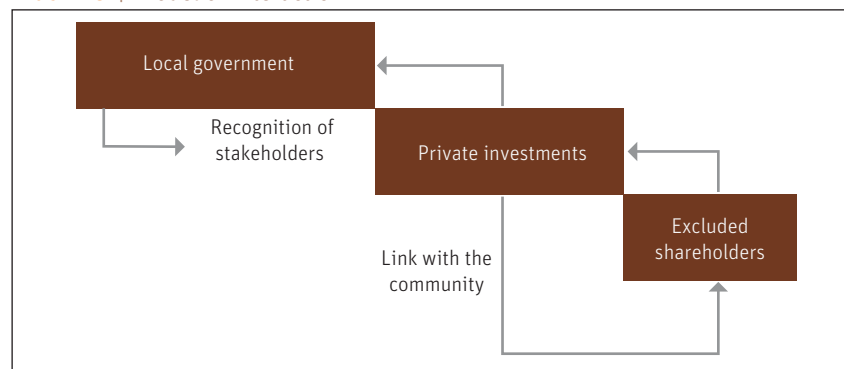 Local government
Recognition of
stakeholders
Private investments
Excluded
shareholders
Link with the
community